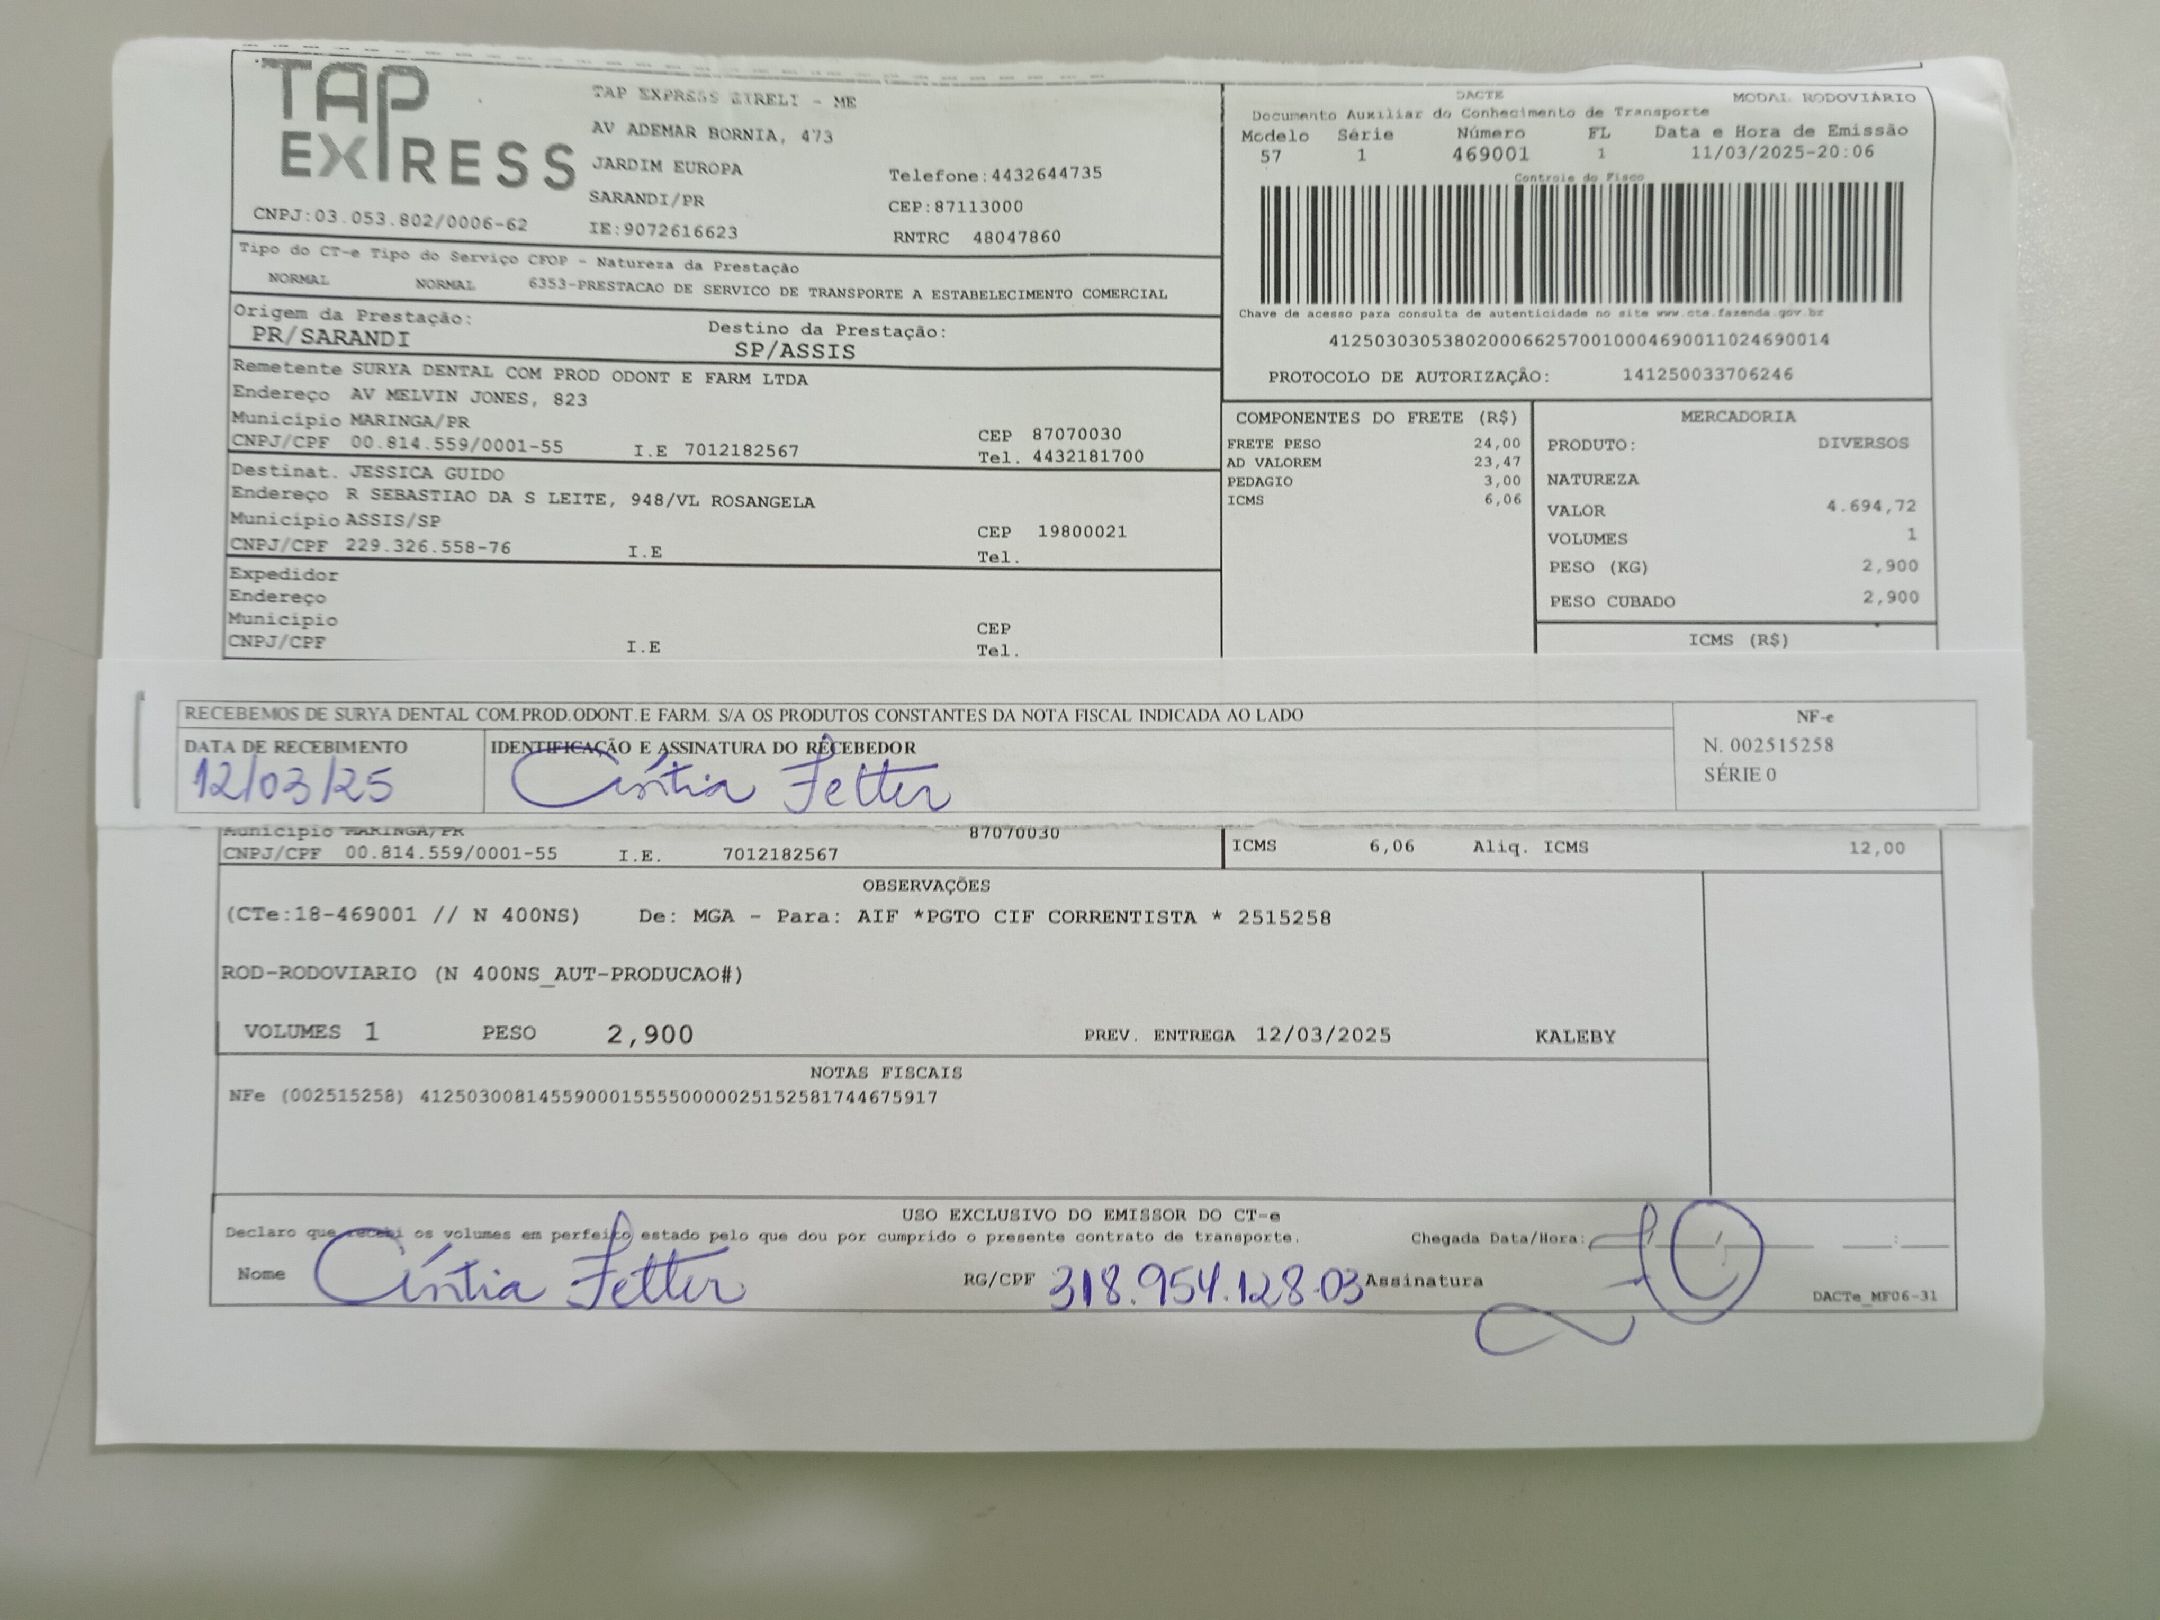 TAP EXPRESS
TAP EXPRESS EIRELI - ME
AV ADEMAR BORNIA, 473
JARDIM EUROPA
Telefone:4432644735
SARANDI/PR
CEP:87113000
CNPJ:03.053.802/0006-62
IE:9072616623
RNTRC 48047860
DACTE
MODAL RODOVIÁRIO
Documento Auxiliar do Conhecimento de Transporte
Modelo Série Número FL Data e Hora de Emissão
57 1 469001 1 11/03/2025-20:06
Controle do Fisco
Chave de acesso para consulta de autenticidade no site www.cte.fazenda.gov.br
41250303053802000662570010004690011024690014
PROTOCOLO DE AUTORIZAÇÃO: 141250033706246
Tipo do CT-e Tipo do Serviço CFOP - Natureza da Prestação
NORMAL NORMAL 6353-PRESTACAO DE SERVICO DE TRANSPORTE A ESTABELECIMENTO COMERCIAL
Origem da Prestação: Destino da Prestação:
PR/SARANDI SP/ASSIS
Remetente SURYA DENTAL COM PROD ODONT E FARM LTDA
Endereço AV MELVIN JONES, 823
Município MARINGA/PR CEP 87070030
CNPJ/CPF 00.814.559/0001-55 I.E 7012182567 Tel. 4432181700
Destinat. JESSICA GUIDO
Endereço R SEBASTIAO DA S LEITE, 948/VL ROSANGELA
Município ASSIS/SP CEP 19800021
CNPJ/CPF 229.326.558-76 I.E Tel.
Expedidor
Endereço
Município CEP
CNPJ/CPF I.E Tel.
COMPONENTES DO FRETE (R$)
FRETE PESO 24,00
AD VALOREM 23,47
PEDAGIO 3,00
ICMS 6,06
MERCADORIA
PRODUTO: DIVERSOS
NATUREZA
VALOR 4.694,72
VOLUMES 1
PESO (KG) 2,900
PESO CUBADO 2,900
ICMS (R$)
RECEBEMOS DE SURYA DENTAL COM.PROD.ODONT.E FARM. S/A OS PRODUTOS CONSTANTES DA NOTA FISCAL INDICADA AO LADO
DATA DE RECEBIMENTO IDENTIFICAÇÃO E ASSINATURA DO RECEBEDOR
12/03/25 Cíntia Fetter
NF-e
N. 002515258
SÉRIE 0
Município MARINGA/PR 87070030
CNPJ/CPF 00.814.559/0001-55 I.E. 7012182567
ICMS 6,06 Aliq. ICMS 12,00
OBSERVAÇÕES
(CTe:18-469001 // N 400NS) De: MGA - Para: AIF *PGTO CIF CORRENTISTA * 2515258
ROD-RODOVIARIO (N 400NS_AUT-PRODUCAO#)
VOLUMES 1 PESO 2,900 PREV. ENTREGA 12/03/2025 KALEBY
NOTAS FISCAIS
NFe (002515258) 41250300814559000155550000025152581744675917
USO EXCLUSIVO DO EMISSOR DO CT-e
Declaro que recebi os volumes em perfeito estado pelo que dou por cumprido o presente contrato de transporte. Chegada Data/Hora:
Nome Cíntia Fetter RG/CPF 318.954.128.03 Assinatura
DACTe_MF06-31